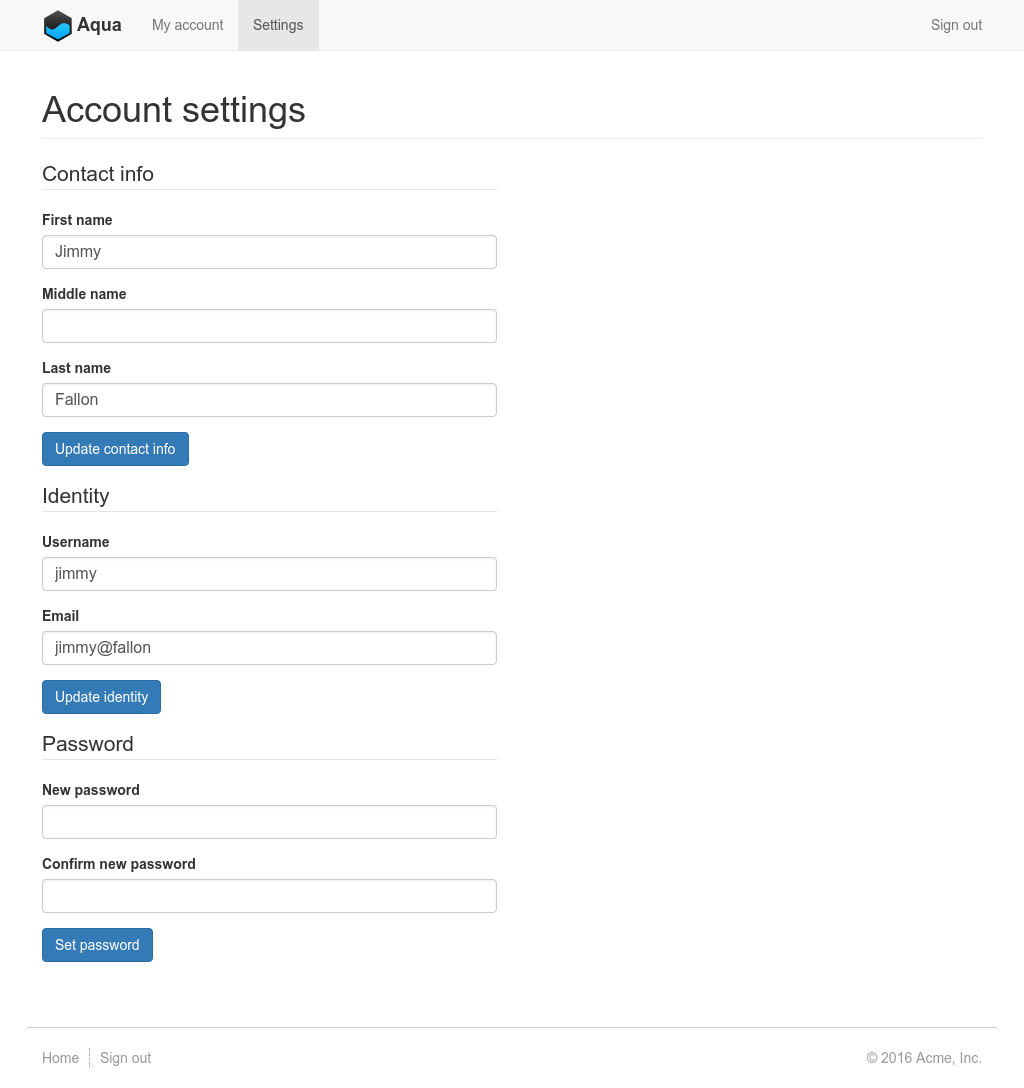 Aqua My account Settings Sign out
Account settings
Contact info
First name
Jimmy
Middle name
Last name
Fallon
Update contact info
Identity
Username
jimmy
Email
jimmy@fallon
Update identity
Password
New password
Confirm new password
Set password
Home Sign out © 2016 Acme, Inc.